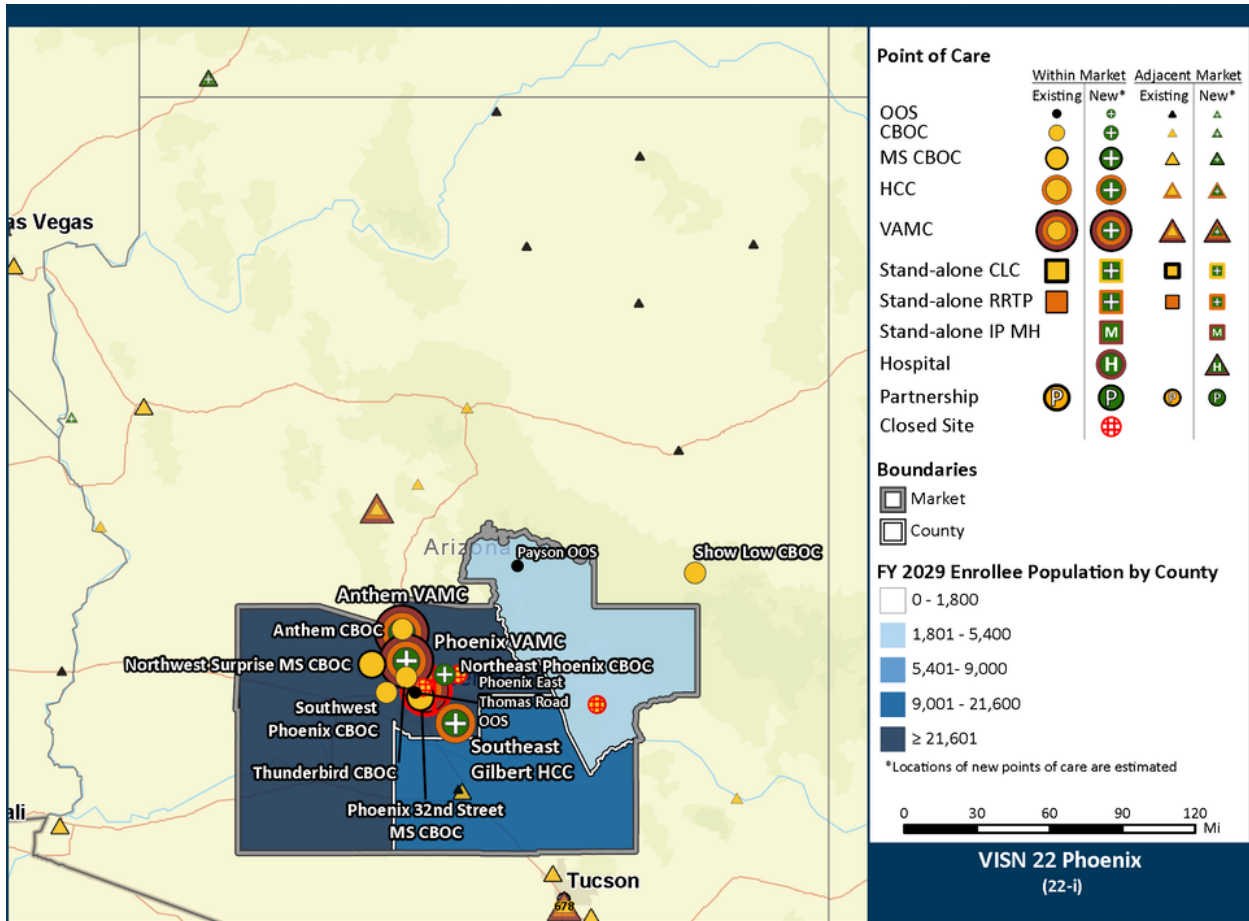 as Vegas
Arizona
Payson OOS
Show Low CBOC
Anthem VAMC
Anthem CBOC
Phoenix VAMC
Northwest Surprise MS CBOC
Northeast Phoenix CBOC
Phoenix East
Thomas Road
OOS
Southwest
Phoenix CBOC
Southeast
Gilbert HCC
Thunderbird CBOC
Phoenix 32nd Street
MS CBOC
ali
Tucson
678
Point of Care
Within Market Adjacent Market
Existing New* Existing New*
OOS
CBOC
MS CBOC
HCC
VAMC
Stand-alone CLC
Stand-alone RRTP
Stand-alone IP MH M M
Hospital H H
Partnership P P P P
Closed Site
Boundaries
Market
County
FY 2029 Enrollee Population by County
0 - 1,800
1,801 - 5,400
5,401- 9,000
9,001 - 21,600
≥ 21,601
*Locations of new points of care are estimated
0 30 60 90 120
Mi
VISN 22 Phoenix
(22-i)